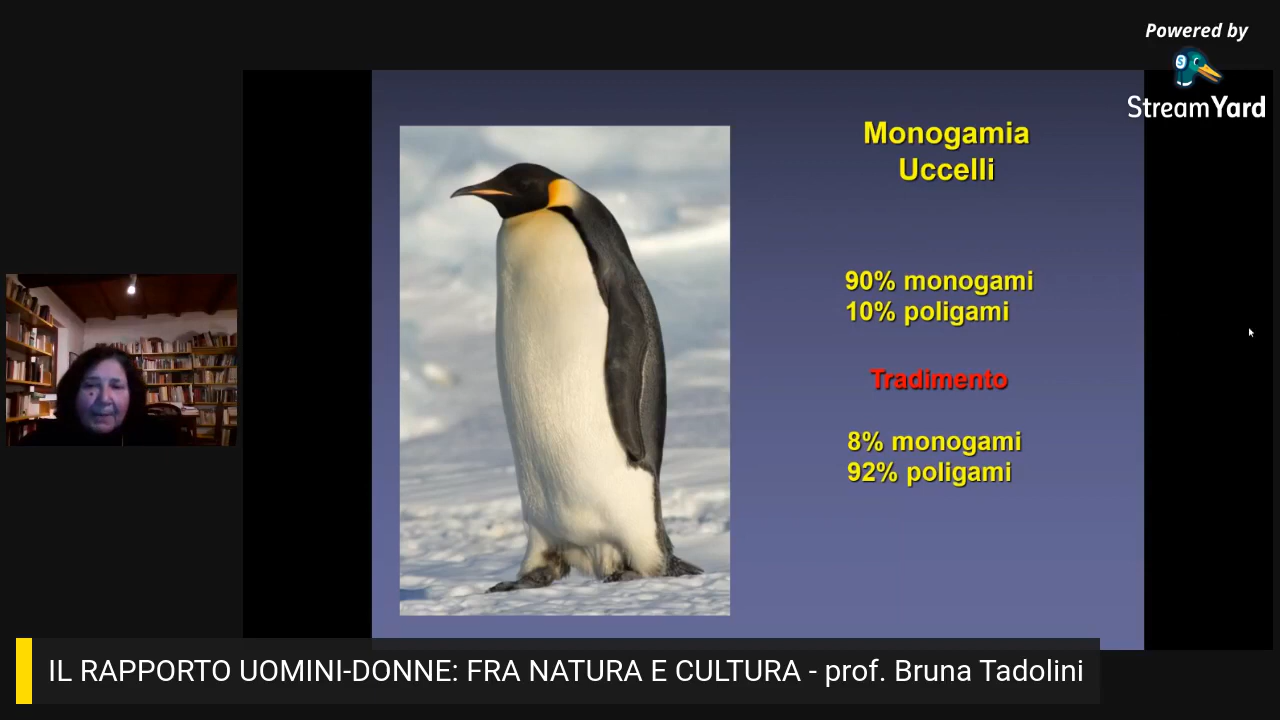 Powered by
StreamYard
Monogamia
Uccelli
90% monogami
10% poligami
Tradimento
8% monogami
92% poligami
IL RAPPORTO UOMINI-DONNE: FRA NATURA E CULTURA - prof. Bruna Tadolini